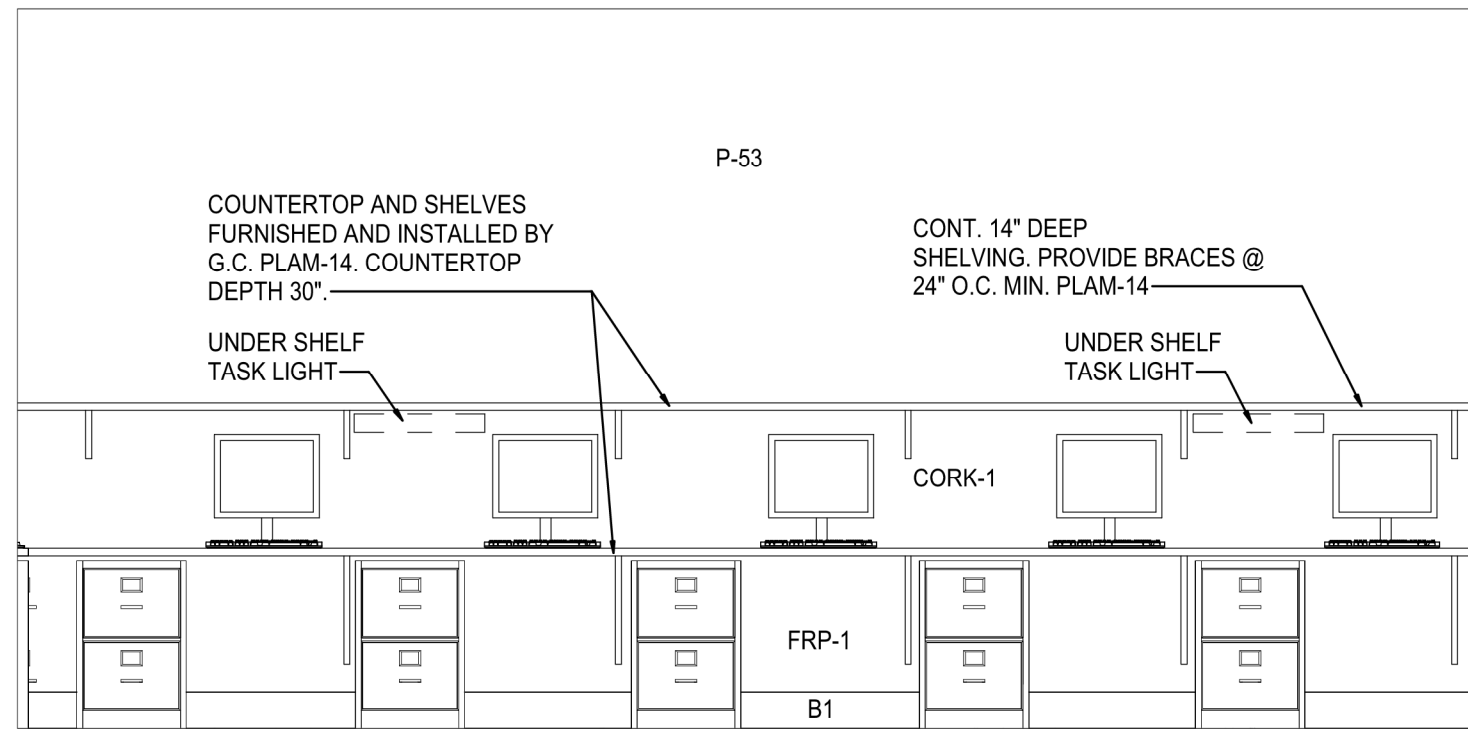 P-53
COUNTERTOP AND SHELVES
FURNISHED AND INSTALLED BY
G.C. PLAM-14. COUNTERTOP
DEPTH 30".
CONT. 14" DEEP
SHELVING. PROVIDE BRACES @
24" O.C. MIN. PLAM-14
UNDER SHELF
TASK LIGHT
UNDER SHELF
TASK LIGHT
CORK-1
FRP-1
B1